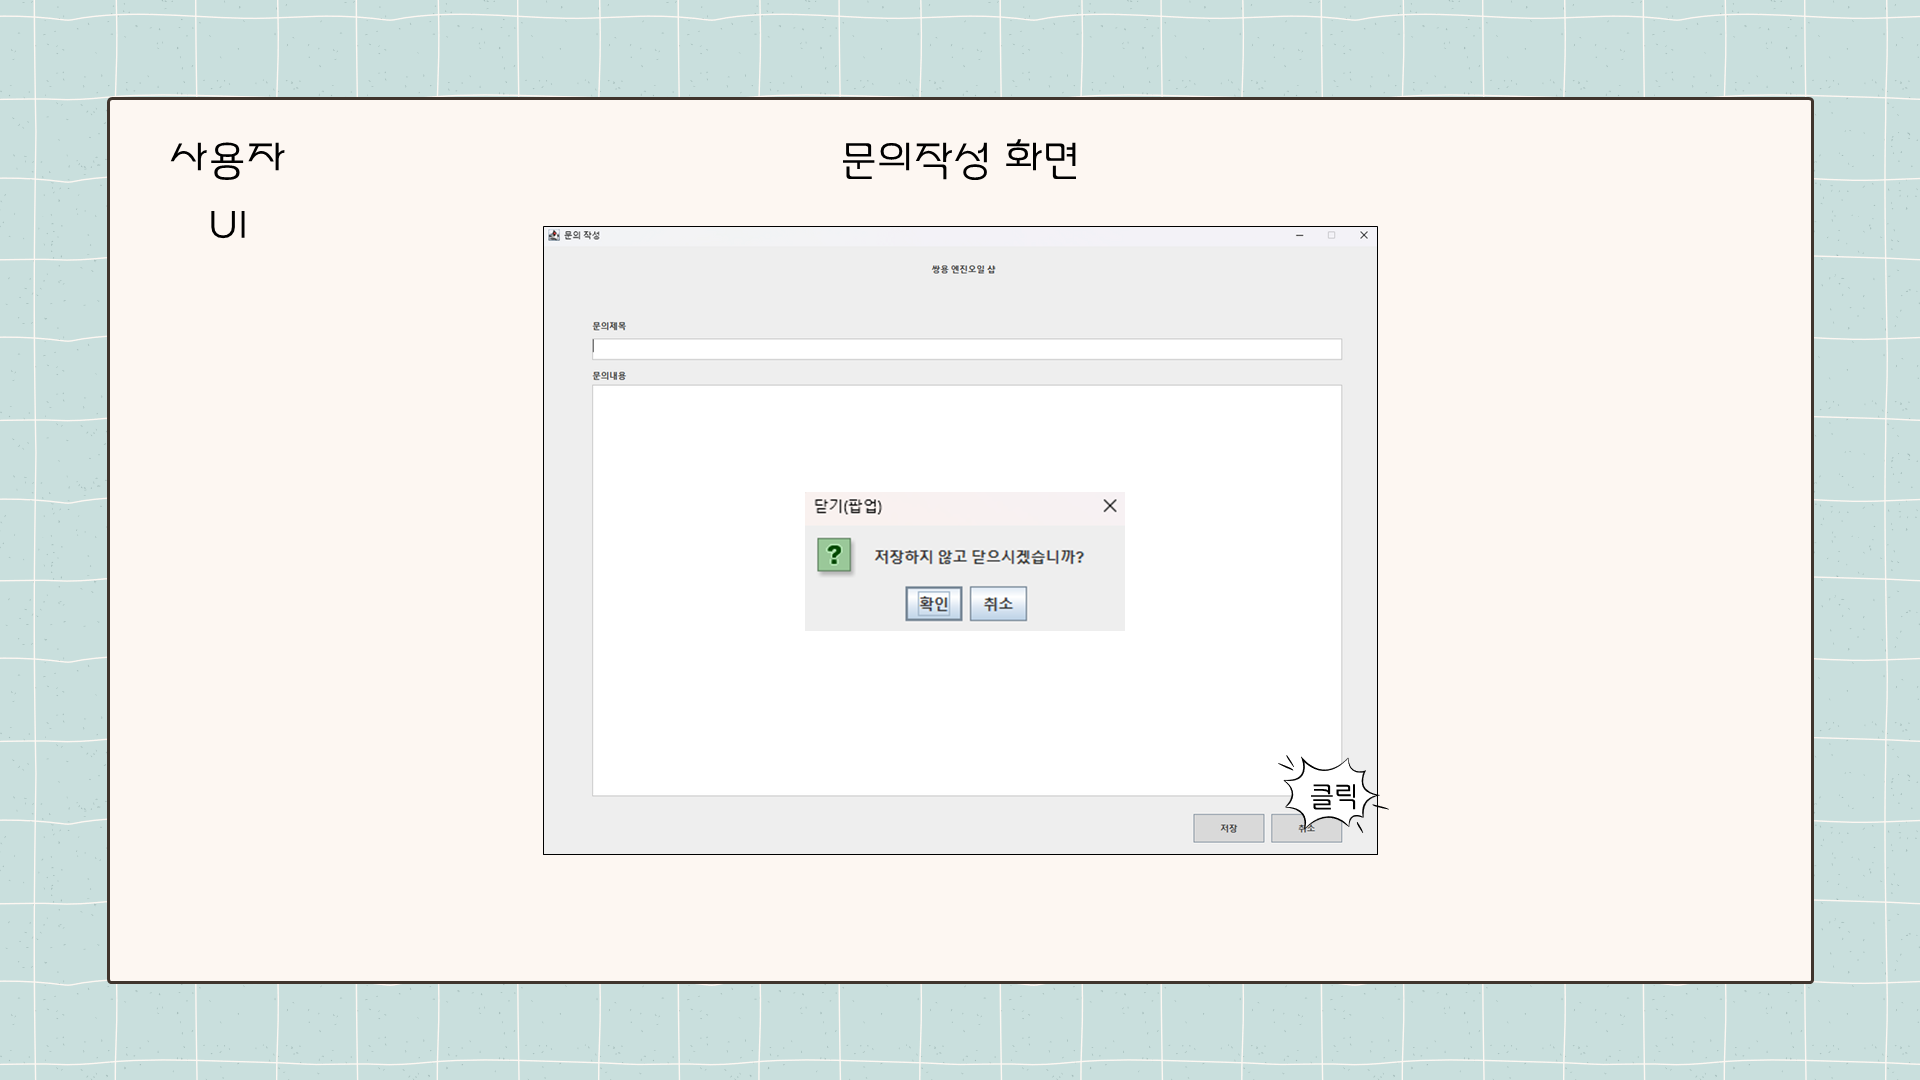 사용자
UI
문의작성 화면
문의 작성
쌍용 엔진오일 샵
문의제목
문의내용
닫기(팝업)
?
저장하지 않고 닫으시겠습니까?
확인
취소
클릭
저장
취소